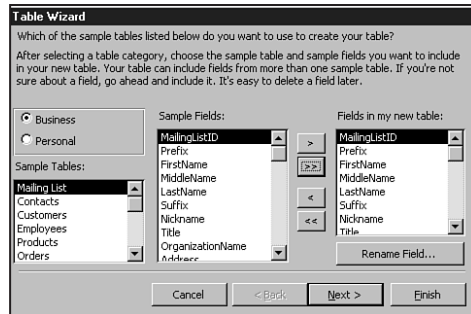 Table Wizard
Which of the sample tables listed below do you want to use to create your table?
After selecting a table category, choose the sample table and sample fields you want to include
in your new table. Your table can include fields from more than one sample table. If you're not
sure about a field, go ahead and include it. It's easy to delete a field later.
Business
Personal
Sample Tables:
Mailing List
Contacts
Customers
Employees
Products
Orders
Sample Fields:
MailingListID
Prefix
FirstName
MiddleName
LastName
Suffix
Nickname
Title
OrganizationName
Address
>
>>
<
<<
Fields in my new table:
MailingListID
Prefix
FirstName
MiddleName
LastName
Suffix
Nickname
Title
Rename Field...
Cancel
< Back
Next >
Finish